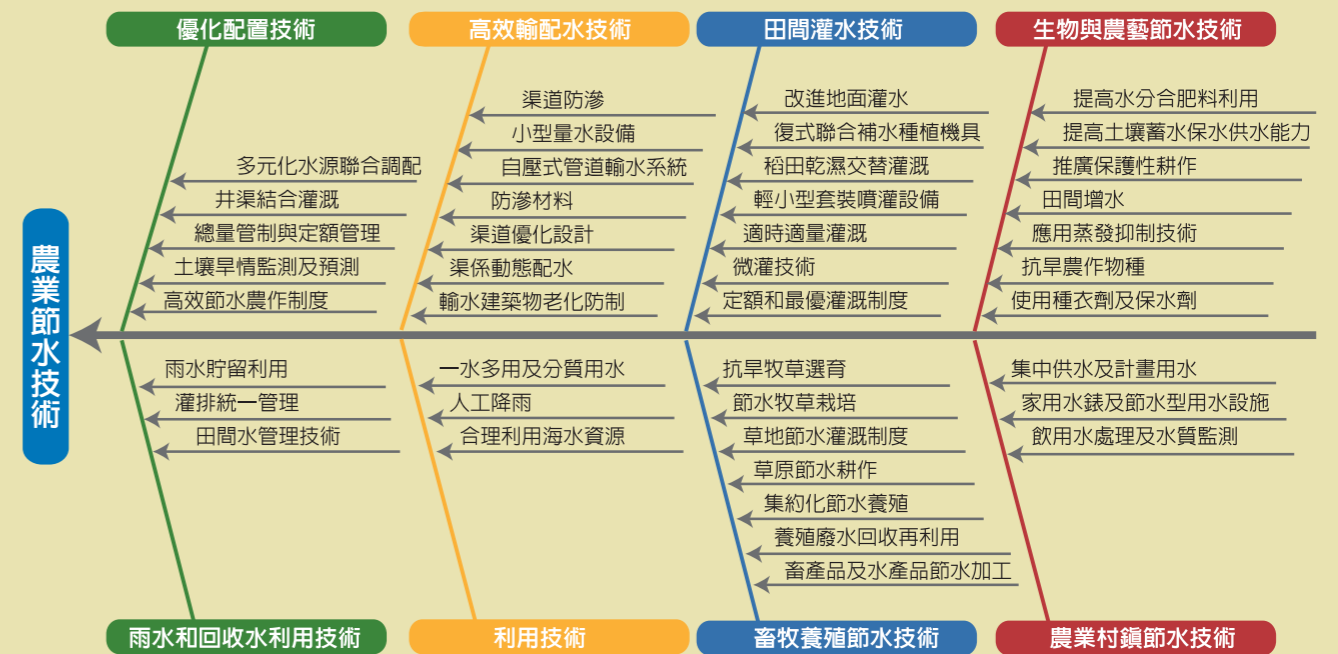 農業節水技術
優化配置技術
多元化水源聯合調配
井渠結合灌溉
總量管制與定額管理
土壤旱情監測及預測
高效節水農作制度
高效輸配水技術
渠道防滲
小型量水設備
自壓式管道輸水系統
防滲材料
渠道優化設計
渠係動態配水
輸水建築物老化防制
田間灌水技術
改進地面灌水
復式聯合補水種植機具
稻田乾濕交替灌溉
輕小型套裝噴灌設備
適時適量灌溉
微灌技術
定額和最優灌溉制度
生物與農藝節水技術
提高水分合肥料利用
提高土壤蓄水保水供水能力
推廣保護性耕作
田間增水
應用蒸發抑制技術
抗旱農作物種
使用種衣劑及保水劑
雨水貯留利用
灌排統一管理
田間水管理技術
雨水和回收水利用技術
一水多用及分質用水
人工降雨
合理利用海水資源
利用技術
抗旱牧草選育
節水牧草栽培
草地節水灌溉制度
草原節水耕作
集約化節水養殖
養殖廢水回收再利用
畜產品及水產品節水加工
畜牧養殖節水技術
集中供水及計畫用水
家用水錶及節水型用水設施
飲用水處理及水質監測
農業村鎮節水技術